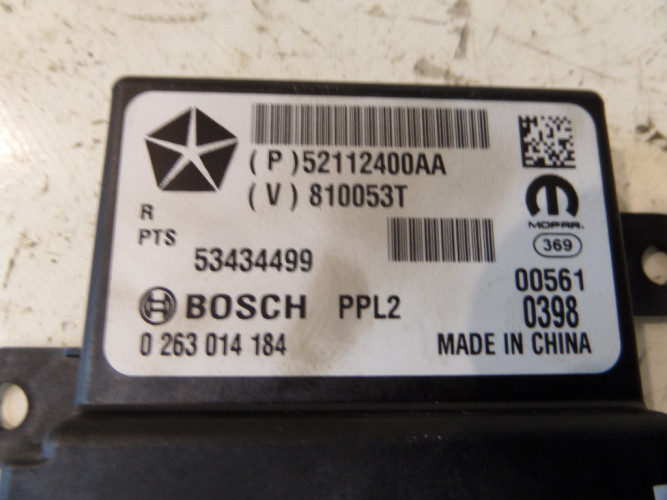 (P)52112400AA
(V) 810053T
R
PTS
MOPAR.
369
53434499
00561
BOSCH PPL2
0398
0 263 014 184
MADE IN CHINA